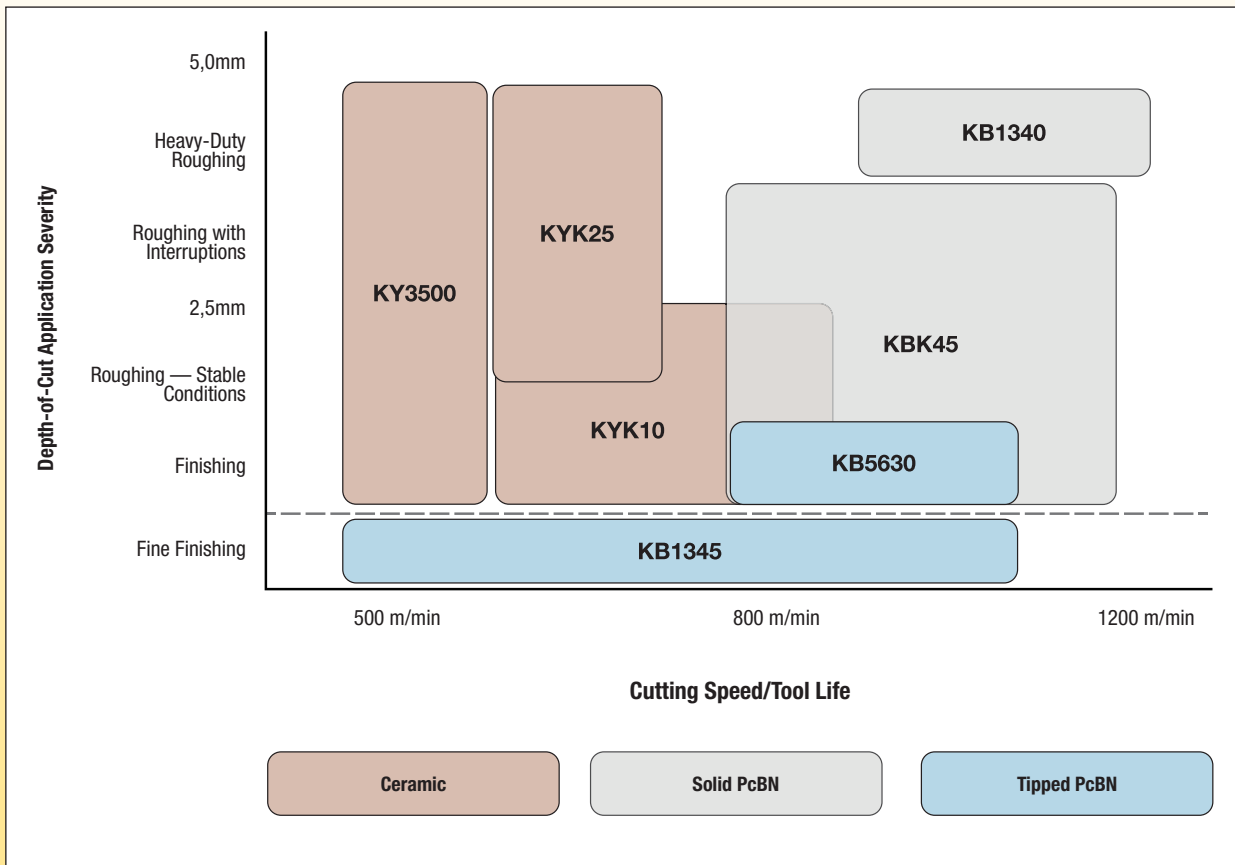 5,0mm
Heavy-Duty
Roughing
Roughing with
Interruptions
2,5mm
Roughing — Stable
Conditions
Finishing
Fine Finishing
Depth-of-Cut Application Severity
KB1340
KYK25
KY3500
KBK45
KYK10
KB5630
KB1345
500 m/min
800 m/min
1200 m/min
Cutting Speed/Tool Life
Ceramic
Solid PcBN
Tipped PcBN